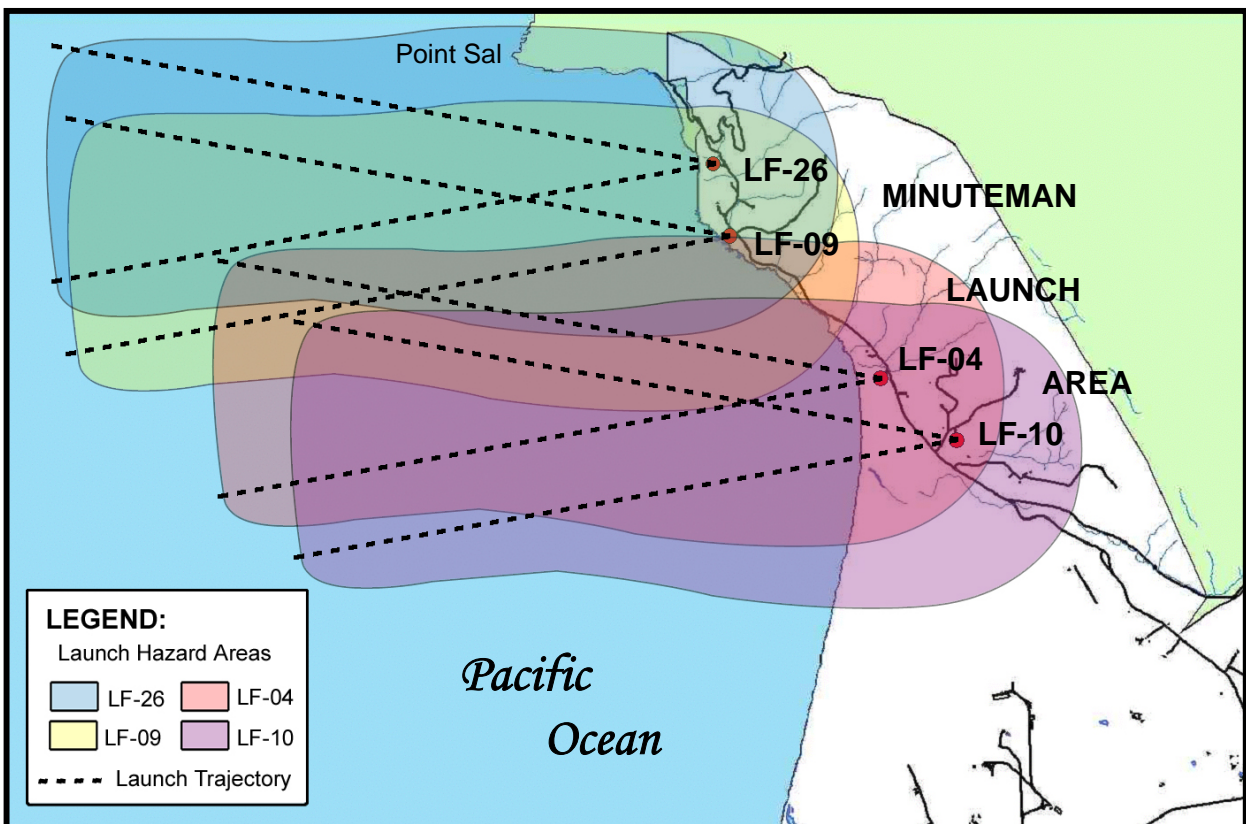 Point Sal
LF-26
MINUTEMAN
LF-09
LAUNCH
LF-04
AREA
LF-10
LEGEND:
Launch Hazard Areas
LF-26 LF-04
LF-09 LF-10
Launch Trajectory
Pacific
Ocean